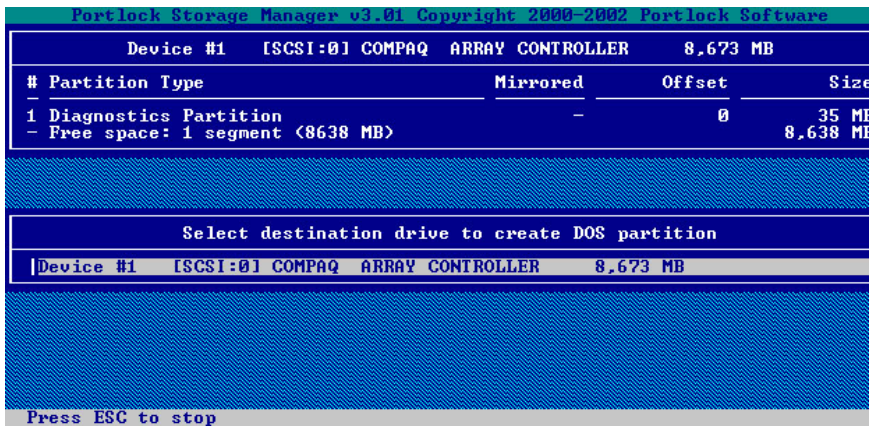 Portlock Storage Manager v3.01 Copyright 2000-2002 Portlock Software
Device #1 [SCSI:0] COMPAQ ARRAY CONTROLLER 8,673 MB
# Partition Type Mirrored Offset Size
1 Diagnostics Partition - 0 35 MB
- Free space: 1 segment (8638 MB) 8,638 MB
Select destination drive to create DOS partition
Device #1 [SCSI:0] COMPAQ ARRAY CONTROLLER 8,673 MB
Press ESC to stop